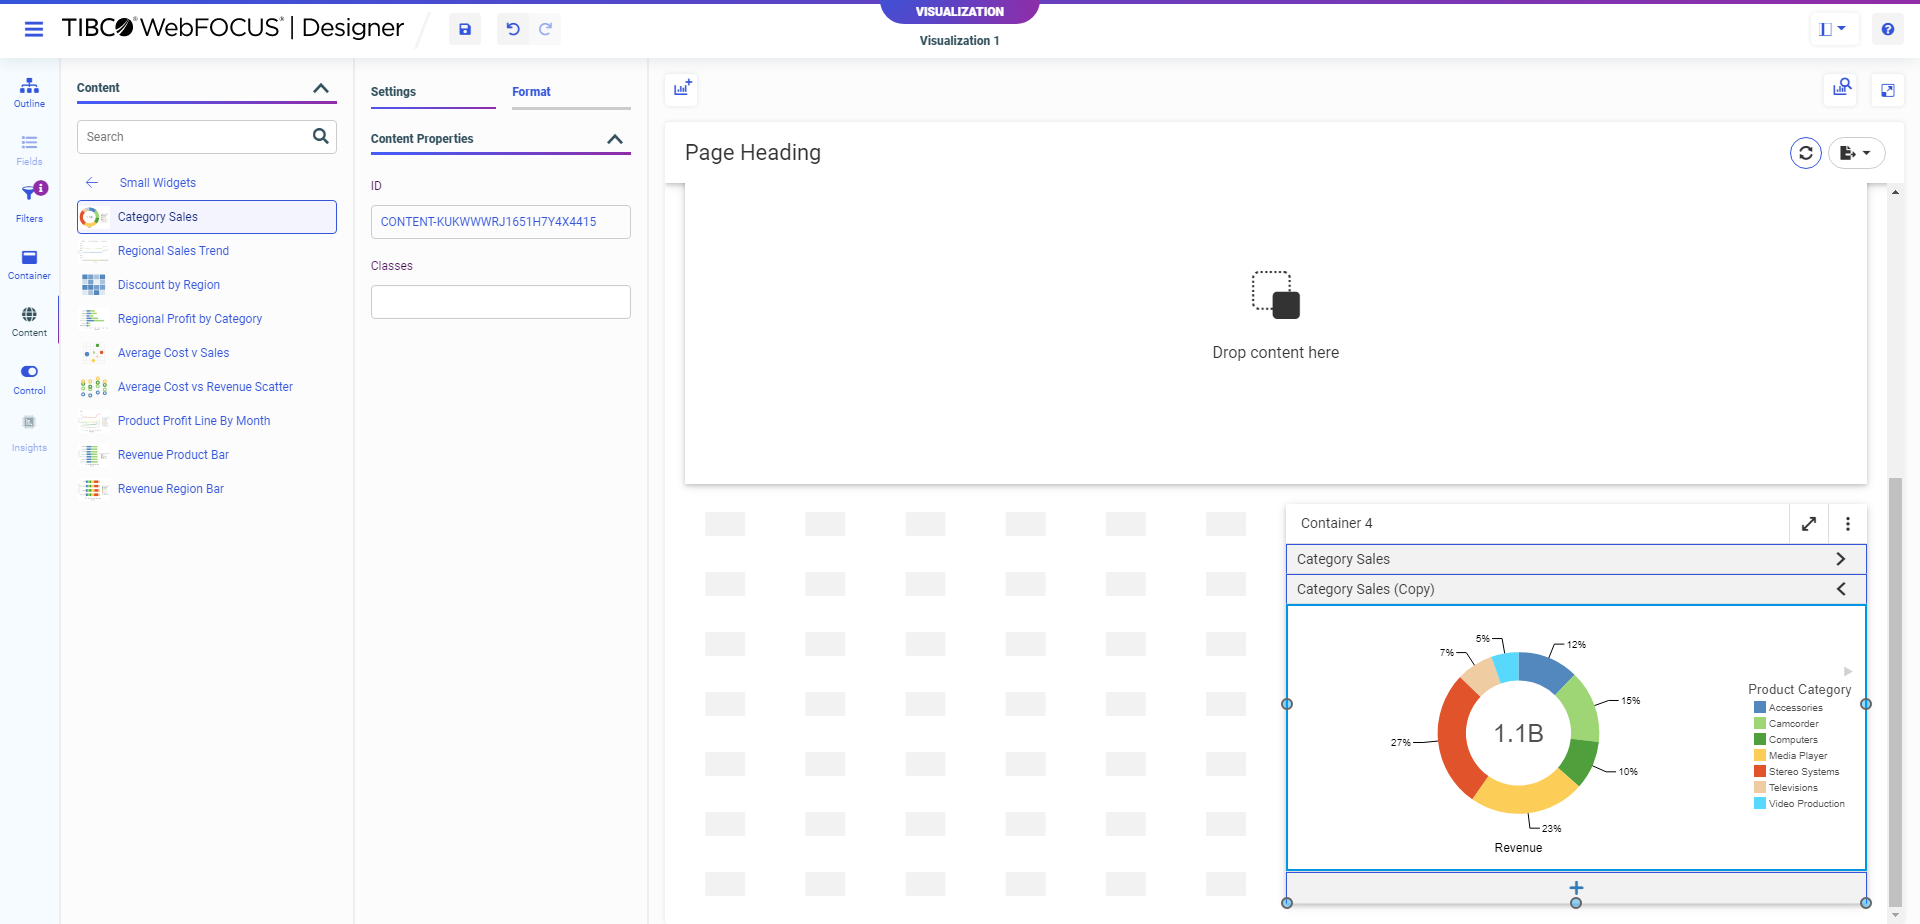 TIBCO® WebFOCUS® | Designer
VISUALIZATION
Visualization 1
Outline
Fields
Filters
Container
Content
Control
Insights
Content
Search
Small Widgets
Category Sales
Regional Sales Trend
Discount by Region
Regional Profit by Category
Average Cost v Sales
Average Cost vs Revenue Scatter
Product Profit Line By Month
Revenue Product Bar
Revenue Region Bar
Settings
Format
Content Properties
ID
CONTENT-KUKWWWRJ1651H7Y4X4415
Classes
Page Heading
Drop content here
Container 4
Category Sales
Category Sales (Copy)
5%
12%
7%
15%
27%
1.1B
10%
23%
Revenue
Product Category
Accessories
Camcorder
Computers
Media Player
Stereo Systems
Televisions
Video Production